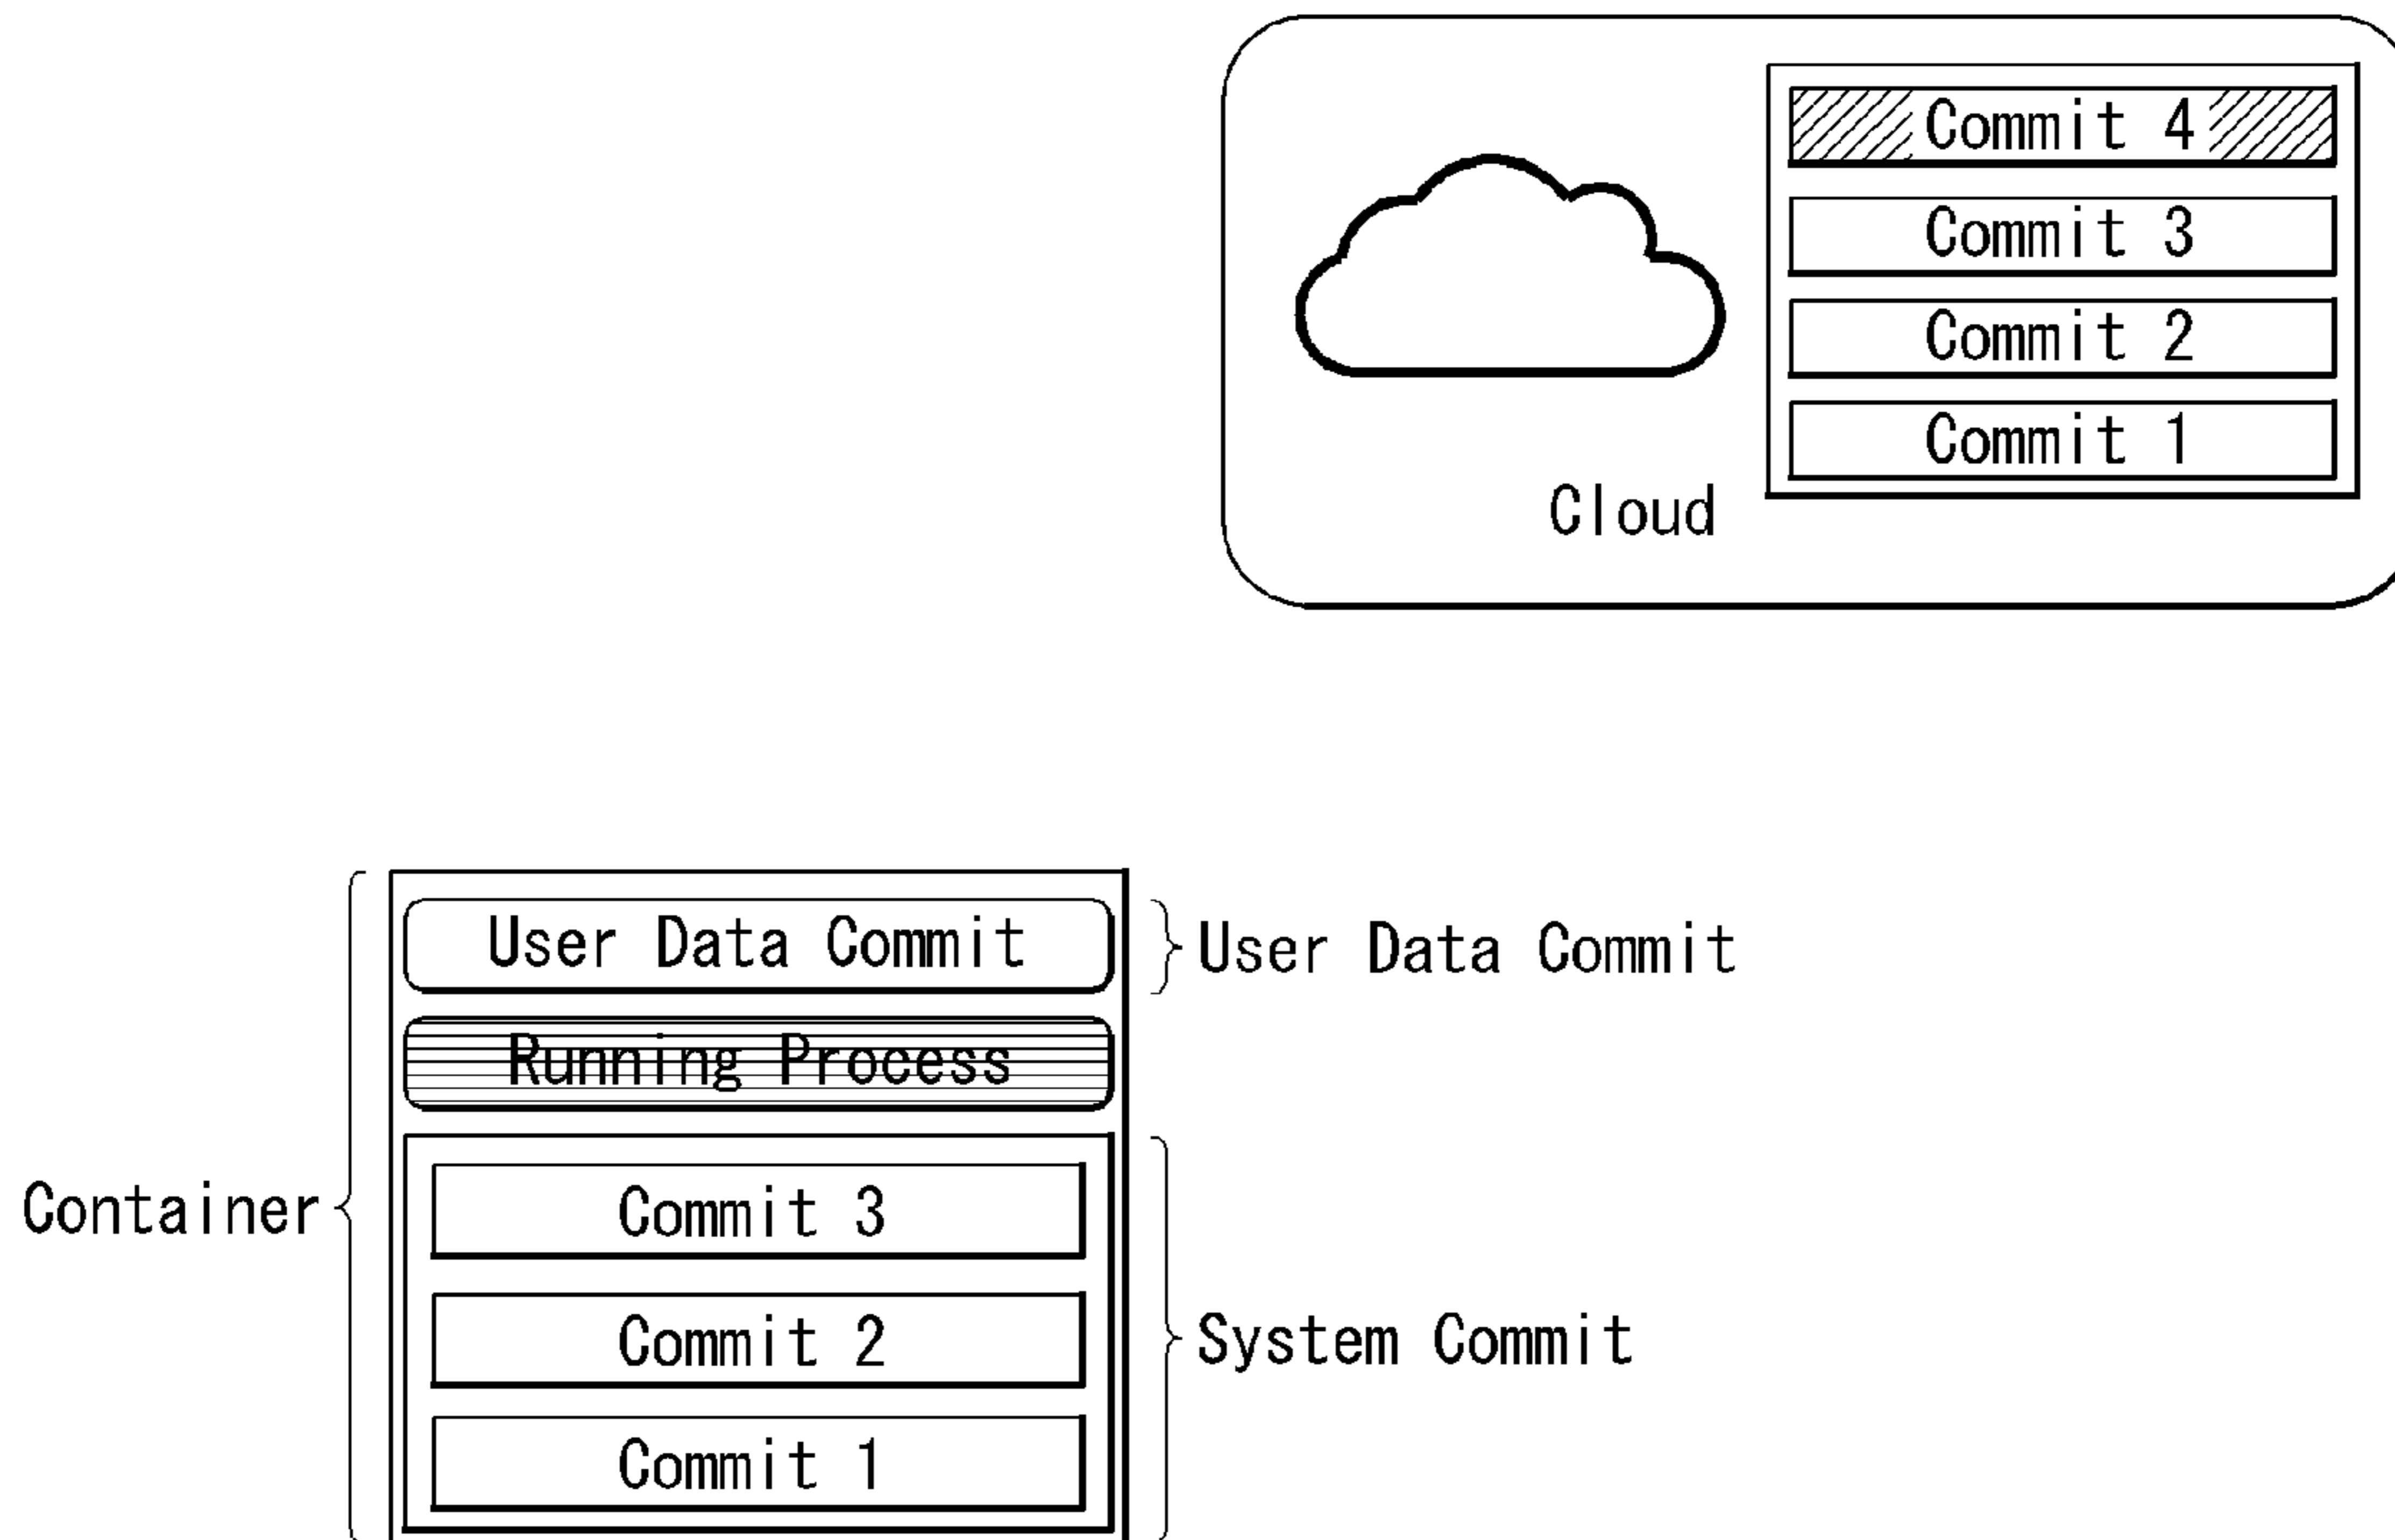 Commit 4
Commit 3
Commit 2
Commit 1
Cloud
User Data Commit
User Data Commit
Running Process
Container
Commit 3
Commit 2
System Commit
Commit 1